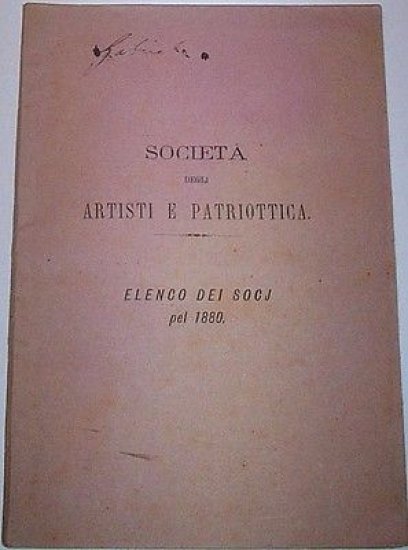 SOCIETÀ
DEGLI
ARTISTI E PATRIOTTICA.
ELENCO DEI SOCJ
pel 1880.